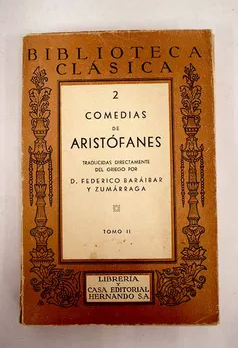 BIBLIOTECA
CLÁSICA
2
COMEDIAS
DE
ARISTÓFANES
TRADUCIDAS DIRECTAMENTE
DEL GRIEGO POR
D. FEDERICO BARÁIBAR
Y ZUMÁRRAGA
TOMO II
LIBRERIA
Y
CASA EDITORIAL
HERNANDO S.A.